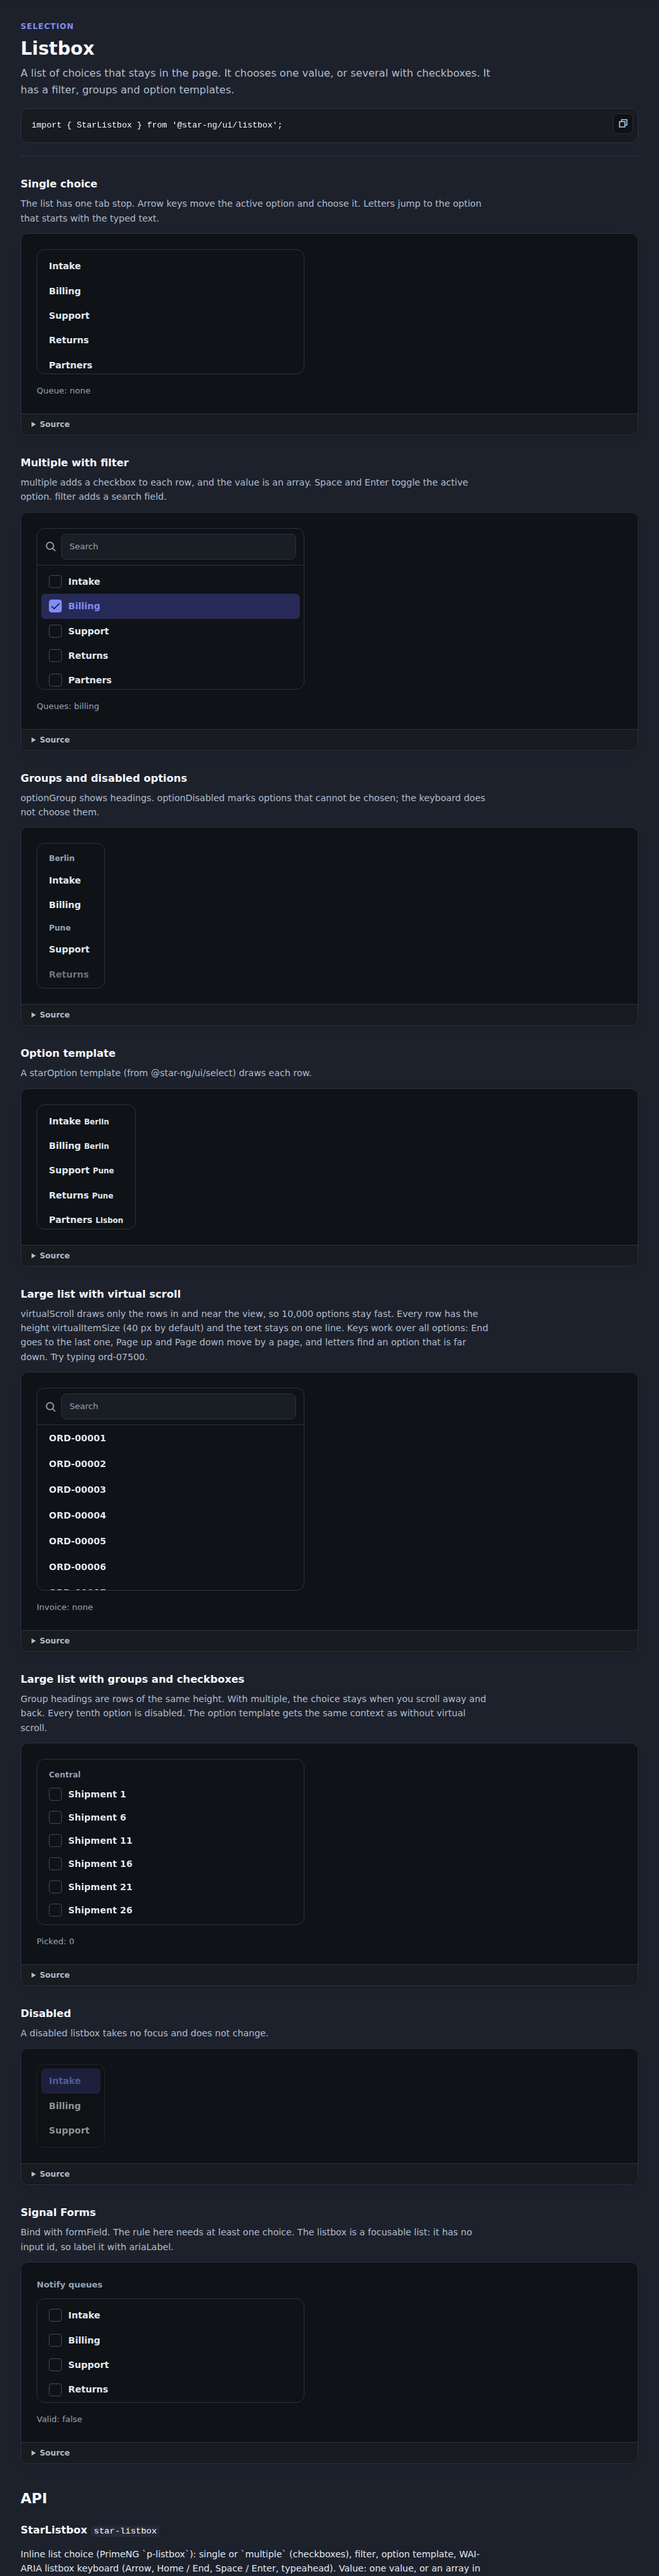 SELECTION
Listbox
A list of choices that stays in the page. It chooses one value, or several with checkboxes. It
has a filter, groups and option templates.
import { StarListbox } from '@star-ng/ui/listbox';
Single choice
The list has one tab stop. Arrow keys move the active option and choose it. Letters jump to the option
that starts with the typed text.
Intake
Billing
Support
Returns
Partners
Queue: none
Source
Multiple with filter
multiple adds a checkbox to each row, and the value is an array. Space and Enter toggle the active
option. filter adds a search field.
Search
Intake
Billing
Support
Returns
Partners
Queues: billing
Source
Groups and disabled options
optionGroup shows headings. optionDisabled marks options that cannot be chosen; the keyboard does
not choose them.
Berlin
Intake
Billing
Pune
Support
Returns
Source
Option template
A starOption template (from @star-ng/ui/select) draws each row.
Intake Berlin
Billing Berlin
Support Pune
Returns Pune
Partners Lisbon
Source
Large list with virtual scroll
virtualScroll draws only the rows in and near the view, so 10,000 options stay fast. Every row has the
height virtualItemSize (40 px by default) and the text stays on one line. Keys work over all options: End
goes to the last one, Page up and Page down move by a page, and letters find an option that is far
down. Try typing ord-07500.
Search
ORD-00001
ORD-00002
ORD-00003
ORD-00004
ORD-00005
ORD-00006
Invoice: none
Source
Large list with groups and checkboxes
Group headings are rows of the same height. With multiple, the choice stays when you scroll away and
back. Every tenth option is disabled. The option template gets the same context as without virtual
scroll.
Central
Shipment 1
Shipment 6
Shipment 11
Shipment 16
Shipment 21
Shipment 26
Picked: 0
Source
Disabled
A disabled listbox takes no focus and does not change.
Intake
Billing
Support
Source
Signal Forms
Bind with formField. The rule here needs at least one choice. The listbox is a focusable list: it has no
input id, so label it with ariaLabel.
Notify queues
Intake
Billing
Support
Returns
Valid: false
Source
API
StarListbox star-listbox
Inline list choice (PrimeNG `p-listbox`): single or `multiple` (checkboxes), filter, option template, WAI-
ARIA listbox keyboard (Arrow, Home / End, Space / Enter, typeahead). Value: one value, or an array in